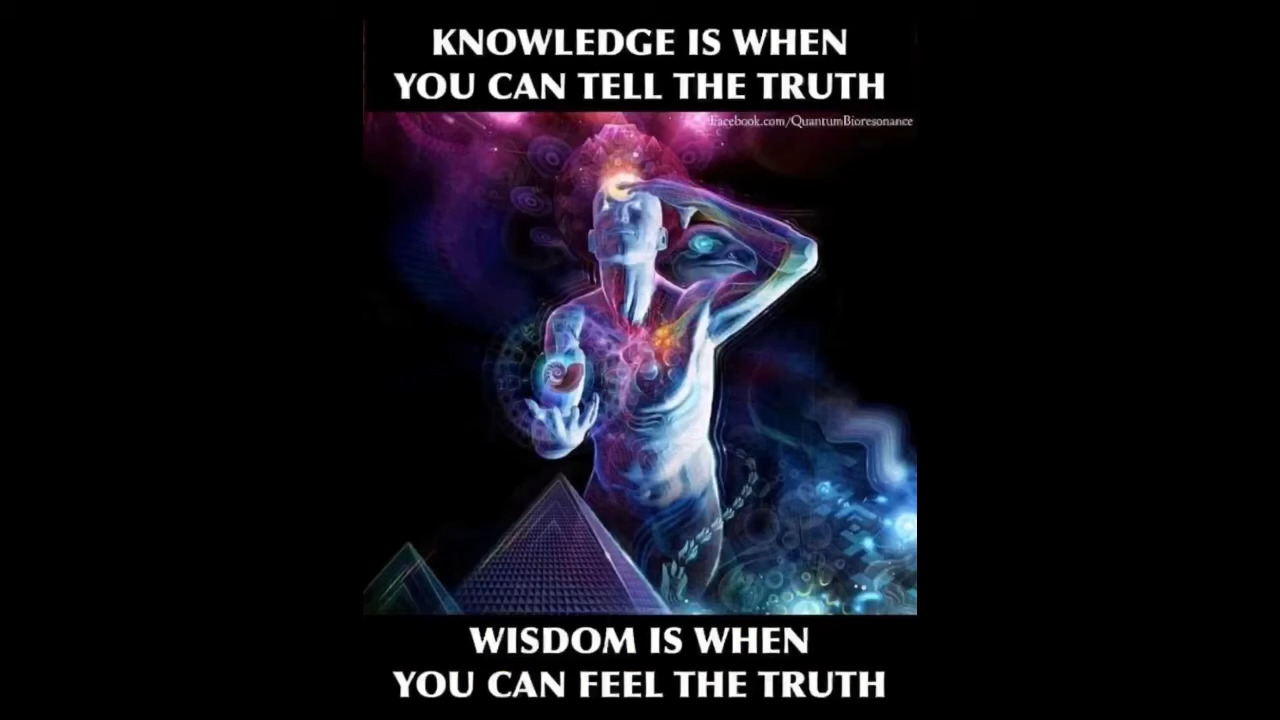 KNOWLEDGE IS WHEN
YOU CAN TELL THE TRUTH
Facebook.com/QuantumBioresonance
WISDOM IS WHEN
YOU CAN FEEL THE TRUTH